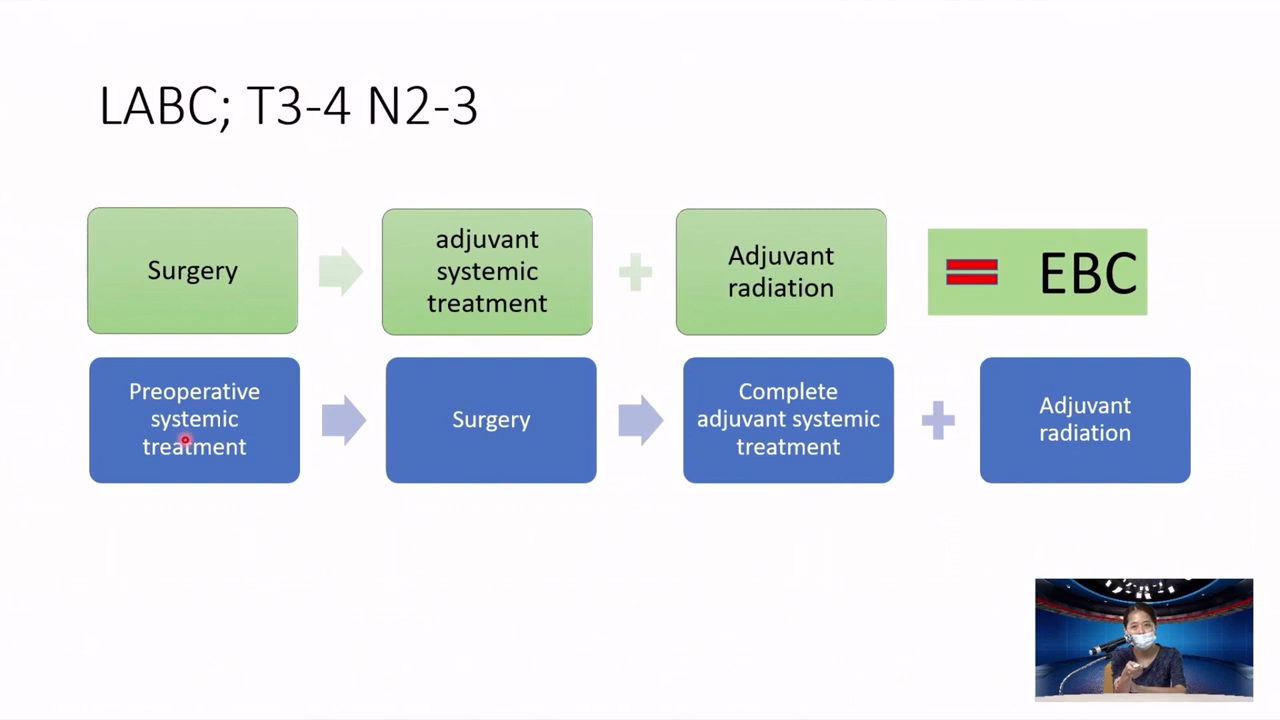 LABC; T3-4 N2-3
Surgery
adjuvant
systemic
treatment
Adjuvant
radiation
= EBC
Preoperative
systemic
treatment
Surgery
Complete
adjuvant systemic
treatment
Adjuvant
radiation